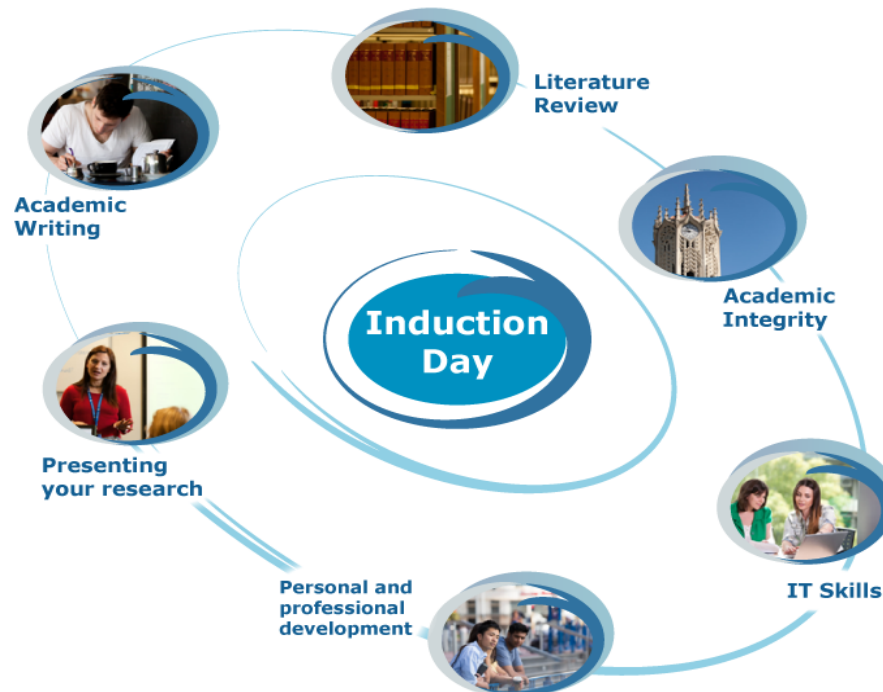 Literature
Review
Academic
Writing
Academic
Integrity
Induction
Day
Presenting
your research
Personal and
professional
development
IT Skills